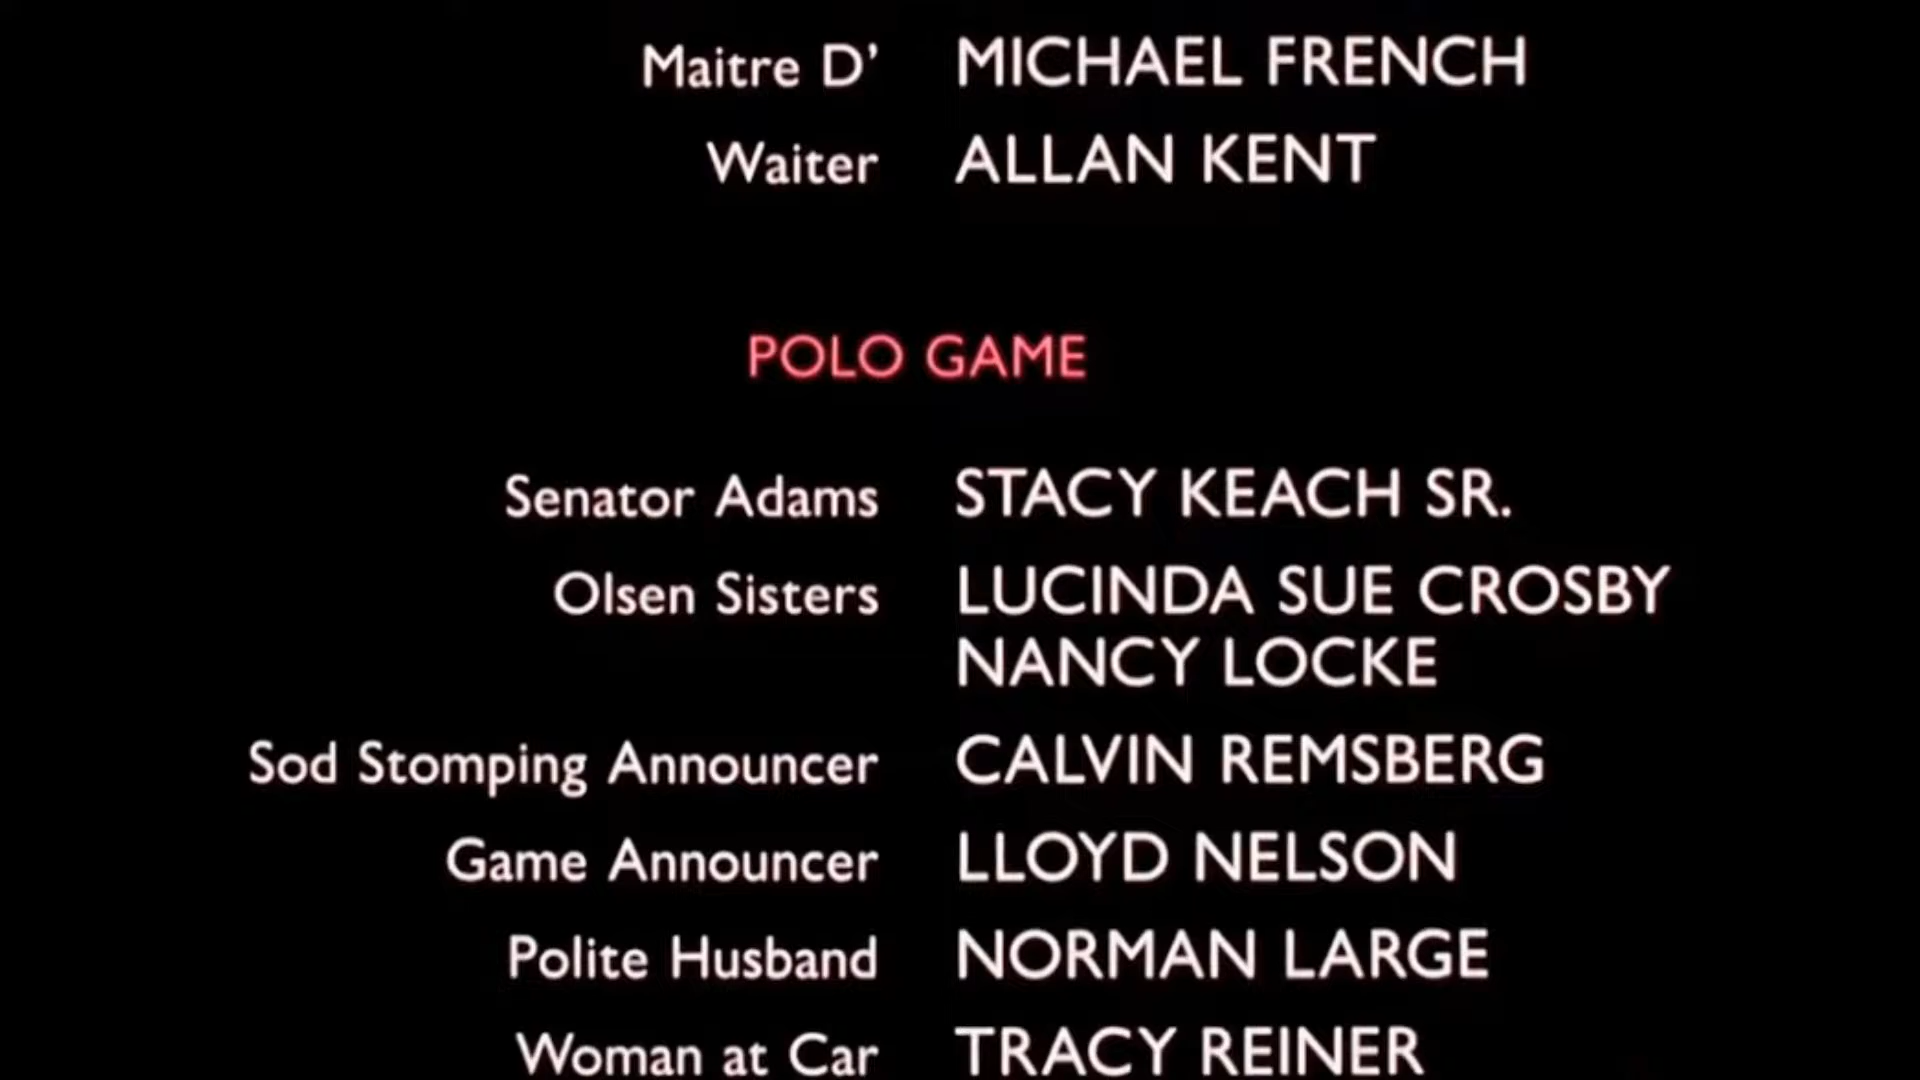 Maitre D' MICHAEL FRENCH
Waiter ALLAN KENT
POLO GAME
Senator Adams STACY KEACH SR.
Olsen Sisters LUCINDA SUE CROSBY
NANCY LOCKE
Sod Stomping Announcer CALVIN REMSBERG
Game Announcer LLOYD NELSON
Polite Husband NORMAN LARGE
Woman at Car TRACY REINER